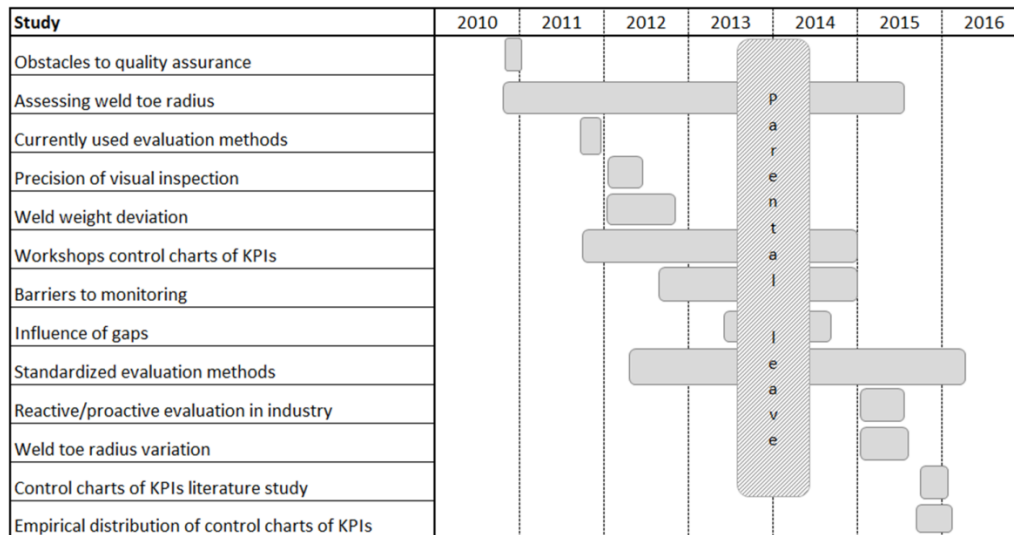 Study 2010 2011 2012 2013 2014 2015 2016
Obstacles to quality assurance
Assessing weld toe radius
Currently used evaluation methods
Precision of visual inspection
Weld weight deviation
Workshops control charts of KPIs
Barriers to monitoring
Influence of gaps
Standardized evaluation methods
Reactive/proactive evaluation in industry
Weld toe radius variation
Control charts of KPIs literature study
Empirical distribution of control charts of KPIs
Parental leave